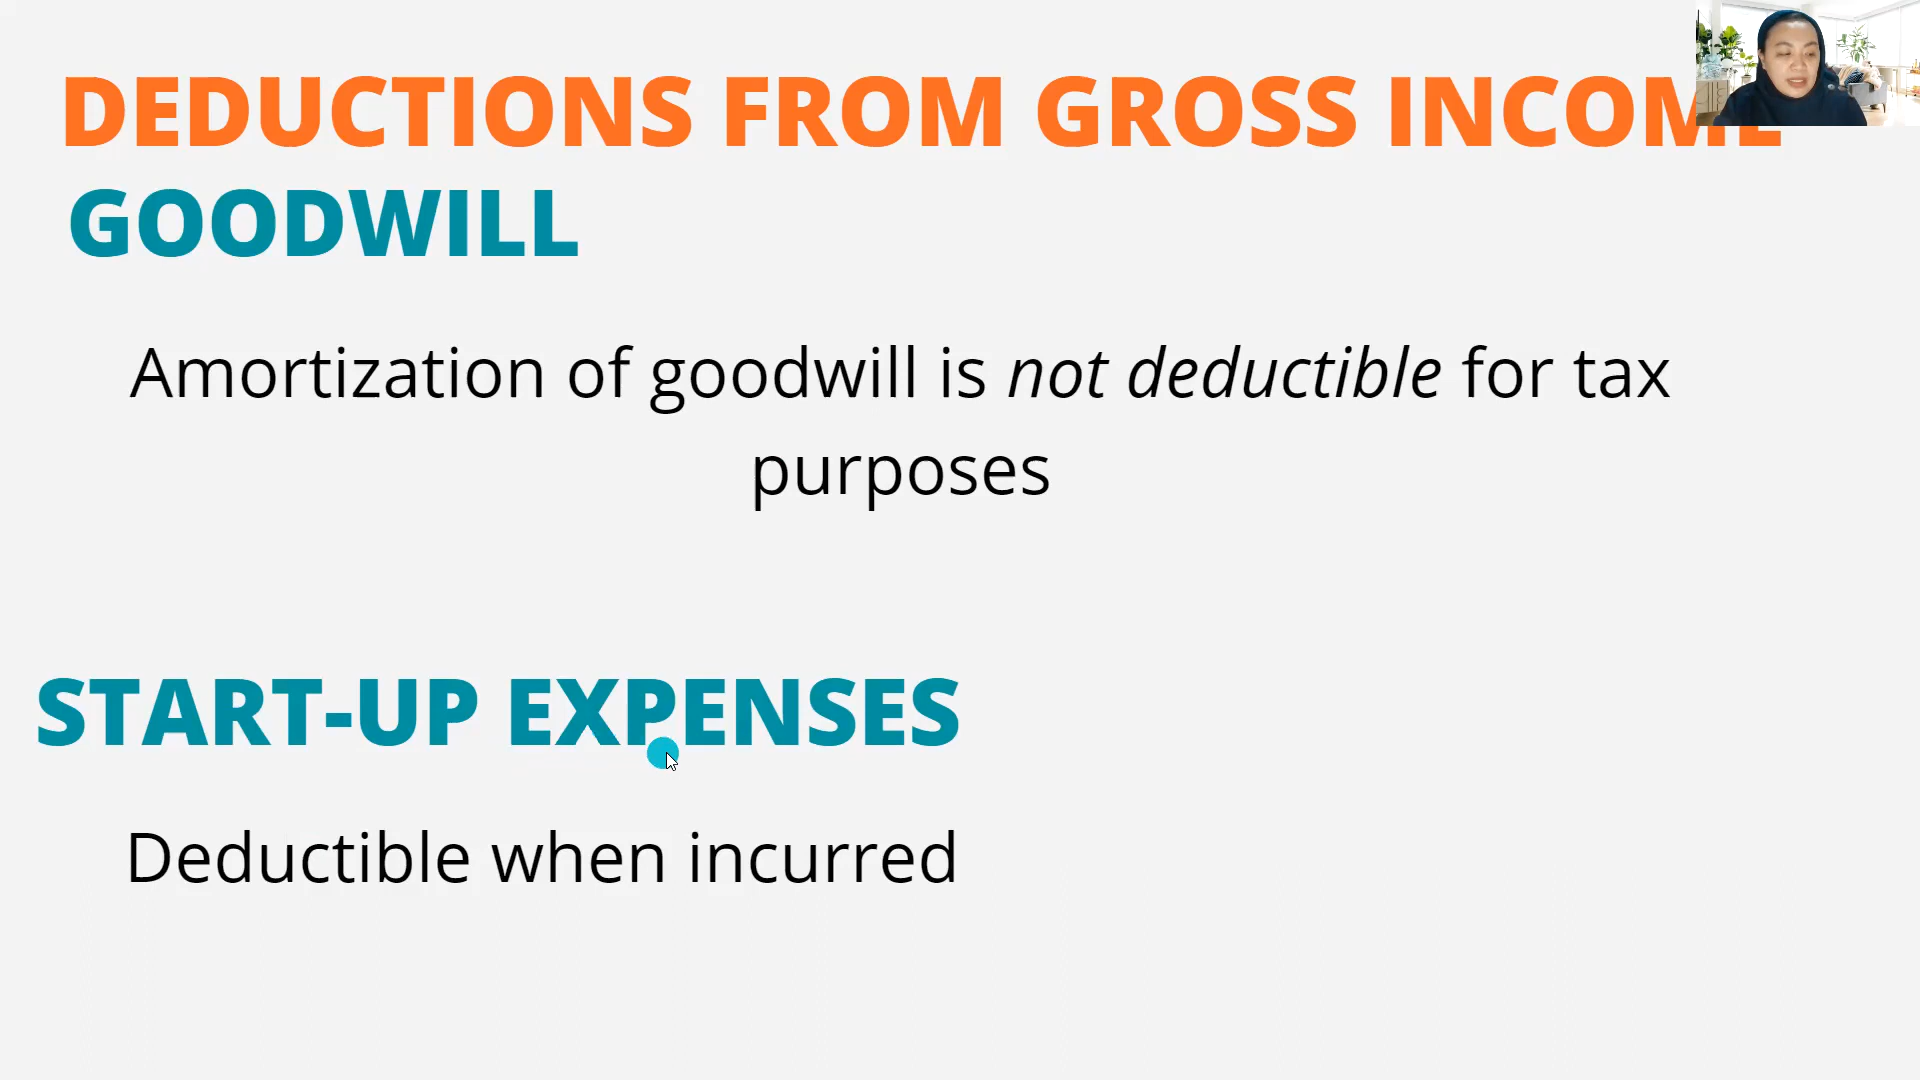 DEDUCTIONS FROM GROSS INCOME
GOODWILL
Amortization of goodwill is not deductible for tax
purposes
START-UP EXPENSES
Deductible when incurred